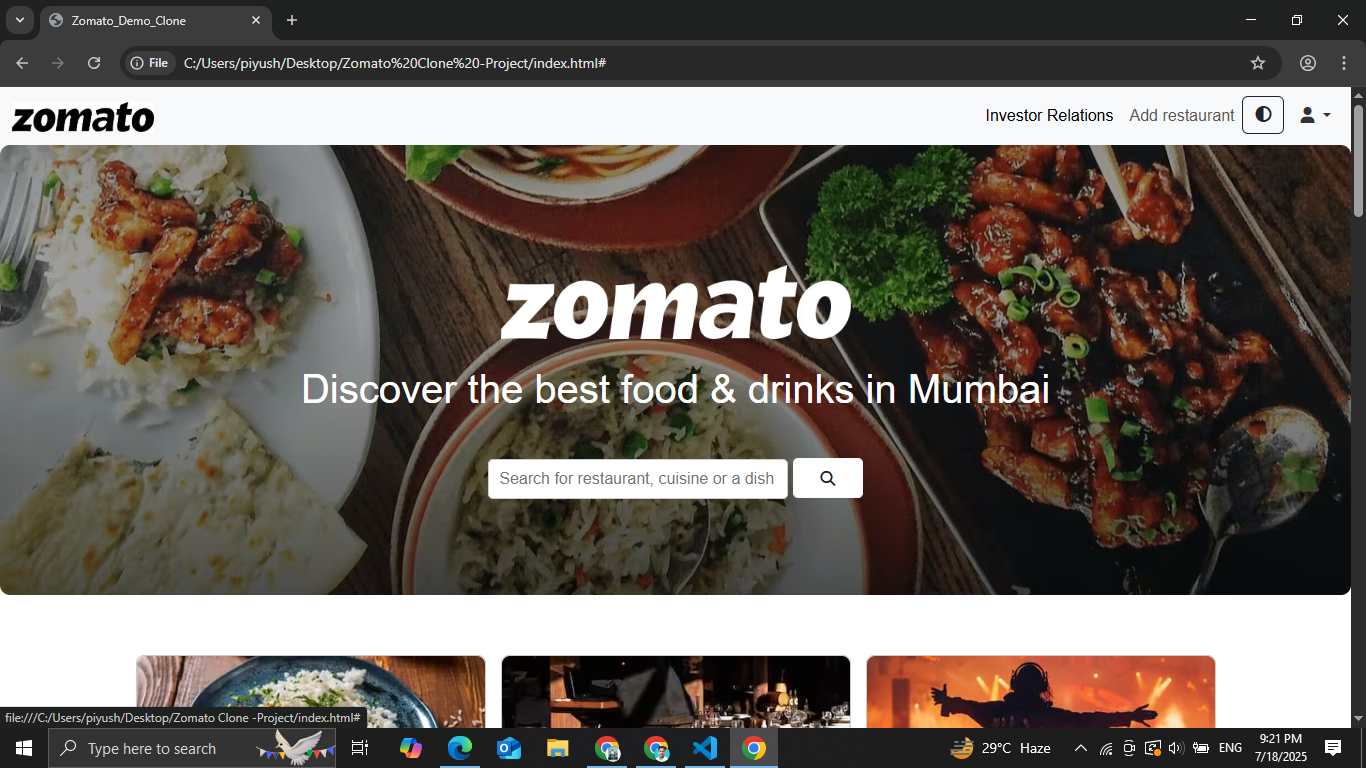 Zomato_Demo_Clone
File C:/Users/piyush/Desktop/Zomato%20Clone%20-Project/index.html#
zomato
Investor Relations Add restaurant
zomato
Discover the best food & drinks in Mumbai
Search for restaurant, cuisine or a dish
file:///C:/Users/piyush/Desktop/Zomato Clone -Project/index.html#
Type here to search
29°C Haze
ENG
9:21 PM
7/18/2025